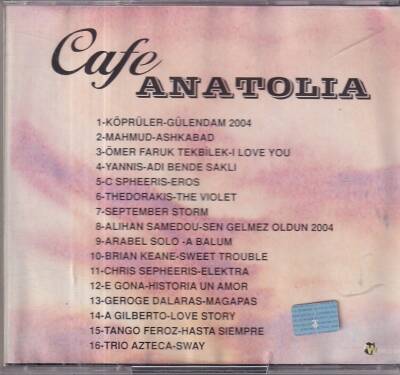 Cafe
ANATOLIA
1-KÖPRÜLER-GÜLENDAM 2004
2-MAHMUD-ASHKABAD
3-ÖMER FARUK TEKBİLEK-I LOVE YOU
4-YANNIS-ADI BENDE SAKLI
5-C SPHEERIS-EROS
6-THEDORAKIS-THE VIOLET
7-SEPTEMBER STORM
8-ALIHAN SAMEDOU-SEN GELMEZ OLDUN 2004
9-ARABEL SOLO -A BALUM
10-BRIAN KEANE-SWEET TROUBLE
11-CHRIS SEPHEERIS-ELEKTRA
12-E GONA-HISTORIA UN AMOR
13-GEROGE DALARAS-MAGAPAS
14-A GILBERTO-LOVE STORY
15-TANGO FEROZ-HASTA SIEMPRE
16-TRIO AZTECA-SWAY